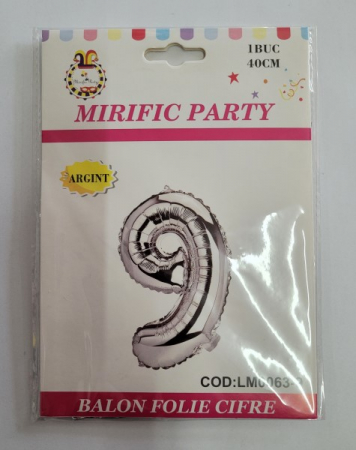 1BUC
40CM
MIRIFIC PARTY
ARGINT
BALON FOLIE CIFRE